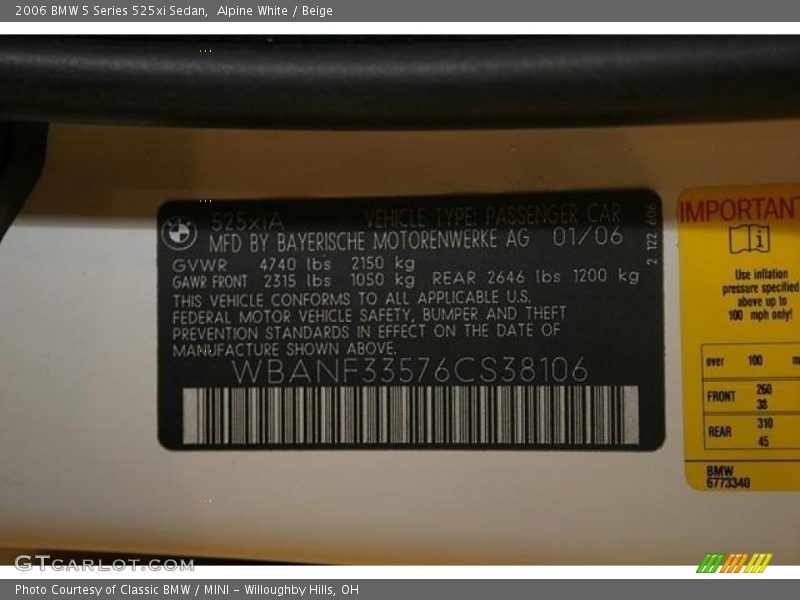 2006 BMW 5 Series 525xi Sedan,  Alpine White / Beige
525xiA VEHICLE TYPE: PASSENGER CAR
MFD BY BAYERISCHE MOTORENWERKE AG 01/06
GVWR 4740 lbs 2150 kg
GAWR FRONT 2315 lbs 1050 kg REAR 2646 lbs 1200 kg
THIS VEHICLE CONFORMS TO ALL APPLICABLE U.S.
FEDERAL MOTOR VEHICLE SAFETY, BUMPER AND THEFT
PREVENTION STANDARDS IN EFFECT ON THE DATE OF
MANUFACTURE SHOWN ABOVE.
WBANF33576CS38106
2 122 606
IMPORTANT
Use inflation
pressure specified
above up to
100 mph only!
over 100 m
FRONT 260
38
REAR 310
45
BMW
6773340
GTCARLOT.COM
Photo Courtesy of Classic BMW / MINI - Willoughby Hills, OH